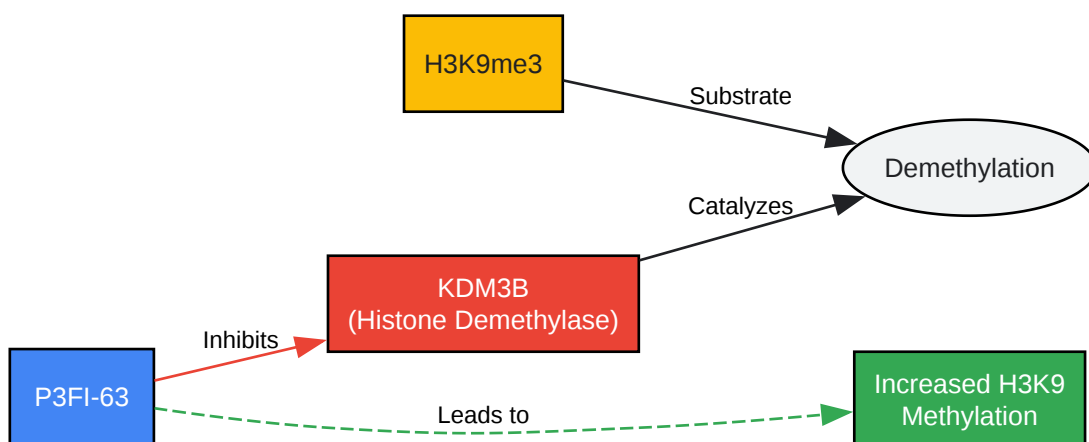 H3K9me3
Substrate
Demethylation
Catalyzes
KDM3B
(Histone Demethylase)
Inhibits
P3FI-63
Leads to
Increased H3K9
Methylation